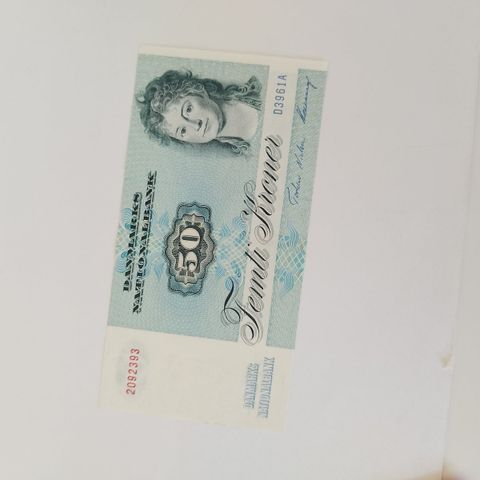 DANMARKS
NATIONALBANK
50
Femti Kroner
D3961A
2092393
DANMARKS
NATIONALBANK